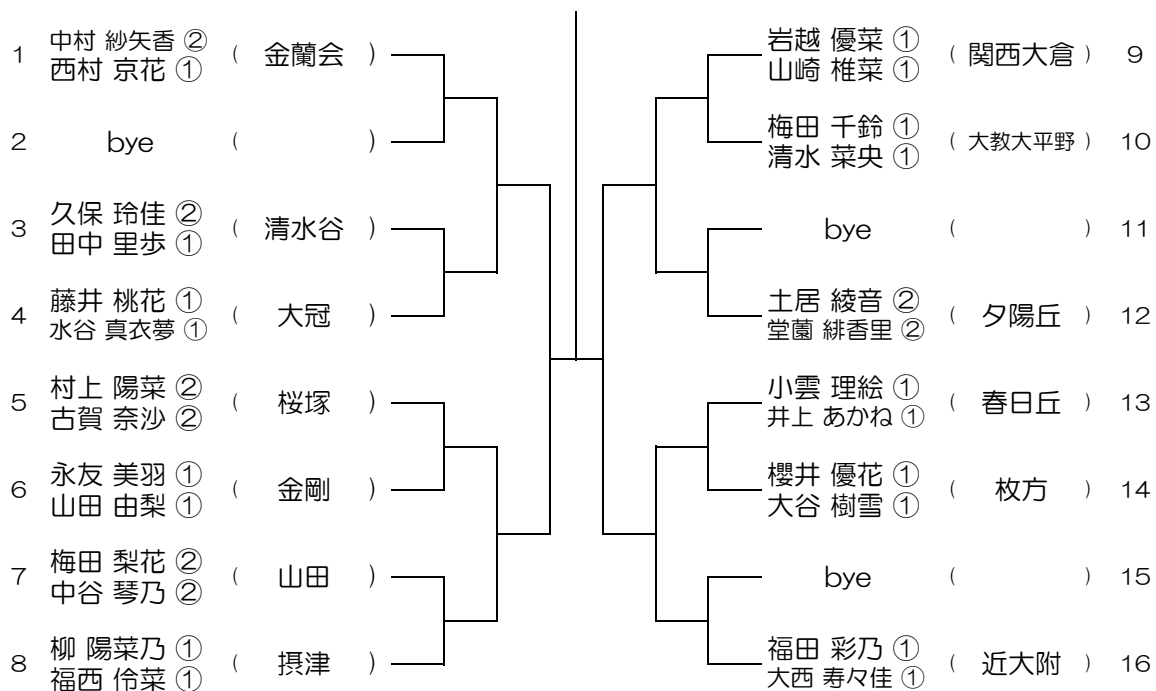 1 中村 紗矢香 ② ( 金蘭会 )
西村 京花 ①
2 bye ( )
3 久保 玲佳 ② ( 清水谷 )
田中 里歩 ①
4 藤井 桃花 ① ( 大冠 )
水谷 真衣夢 ①
5 村上 陽菜 ② ( 桜塚 )
古賀 奈沙 ②
6 永友 美羽 ① ( 金剛 )
山田 由梨 ①
7 梅田 梨花 ② ( 山田 )
中谷 琴乃 ②
8 柳 陽菜乃 ① ( 摂津 )
福西 伶菜 ①
岩越 優菜 ① ( 関西大倉 ) 9
山崎 椎菜 ①
梅田 千鈴 ① ( 大教大平野 ) 10
清水 菜央 ①
bye ( ) 11
土居 綾音 ② ( 夕陽丘 ) 12
堂薗 緋香里 ②
小雲 理絵 ① ( 春日丘 ) 13
井上 あかね ①
櫻井 優花 ① ( 枚方 ) 14
大谷 樹雪 ①
bye ( ) 15
福田 彩乃 ① ( 近大附 ) 16
大西 寿々佳 ①